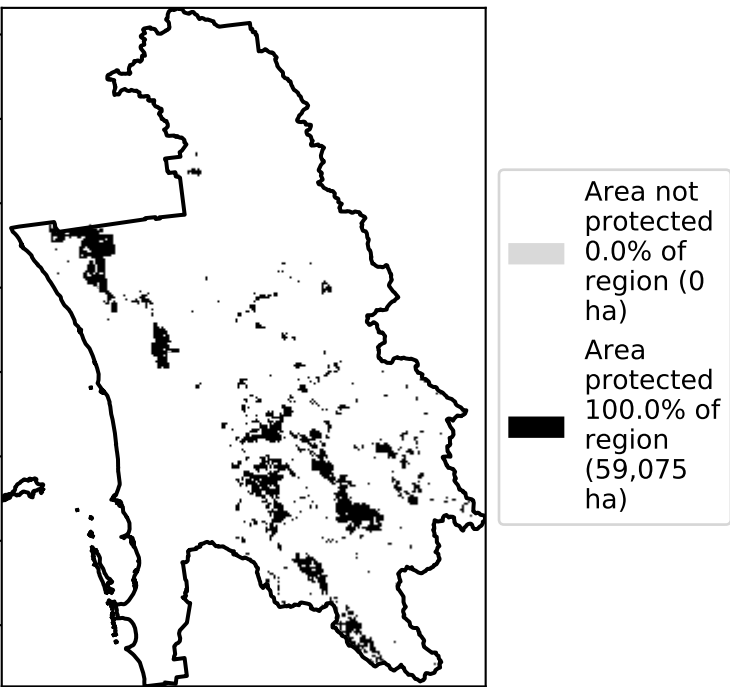 Area not
protected
0.0% of
region (0
ha)
Area
protected
100.0% of
region
(59,075
ha)